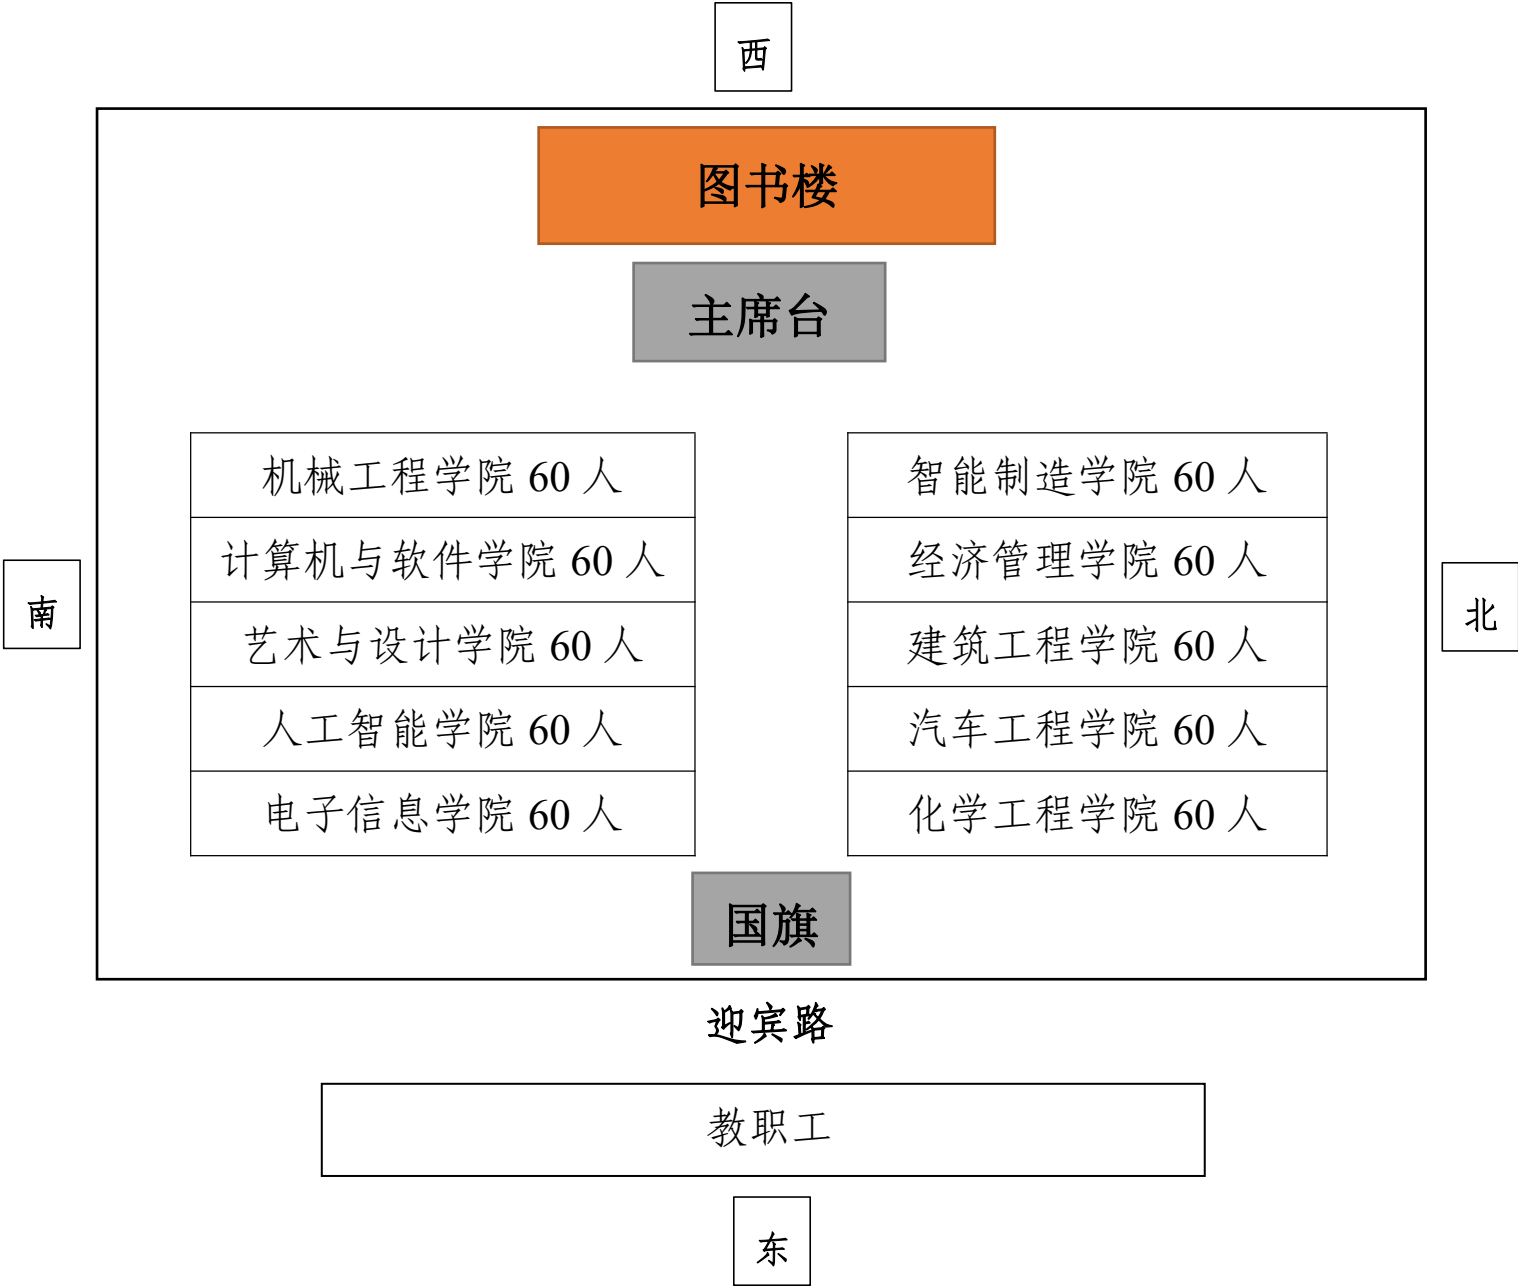 西
图书楼
主席台
机械工程学院 60 人
智能制造学院 60 人
计算机与软件学院 60 人
经济管理学院 60 人
南
艺术与设计学院 60 人
建筑工程学院 60 人
北
人工智能学院 60 人
汽车工程学院 60 人
电子信息学院 60 人
化学工程学院 60 人
国旗
迎宾路
教职工
东